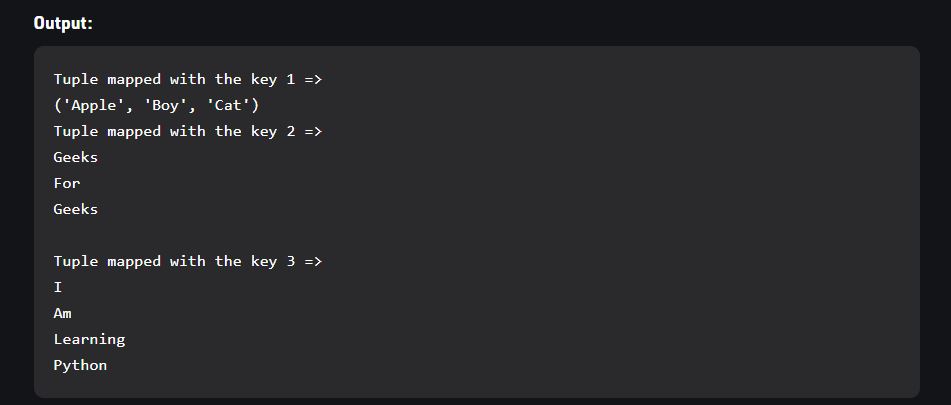 Output:
Tuple mapped with the key 1 =>
('Apple', 'Boy', 'Cat')
Tuple mapped with the key 2 =>
Geeks
For
Geeks
Tuple mapped with the key 3 =>
I
Am
Learning
Python